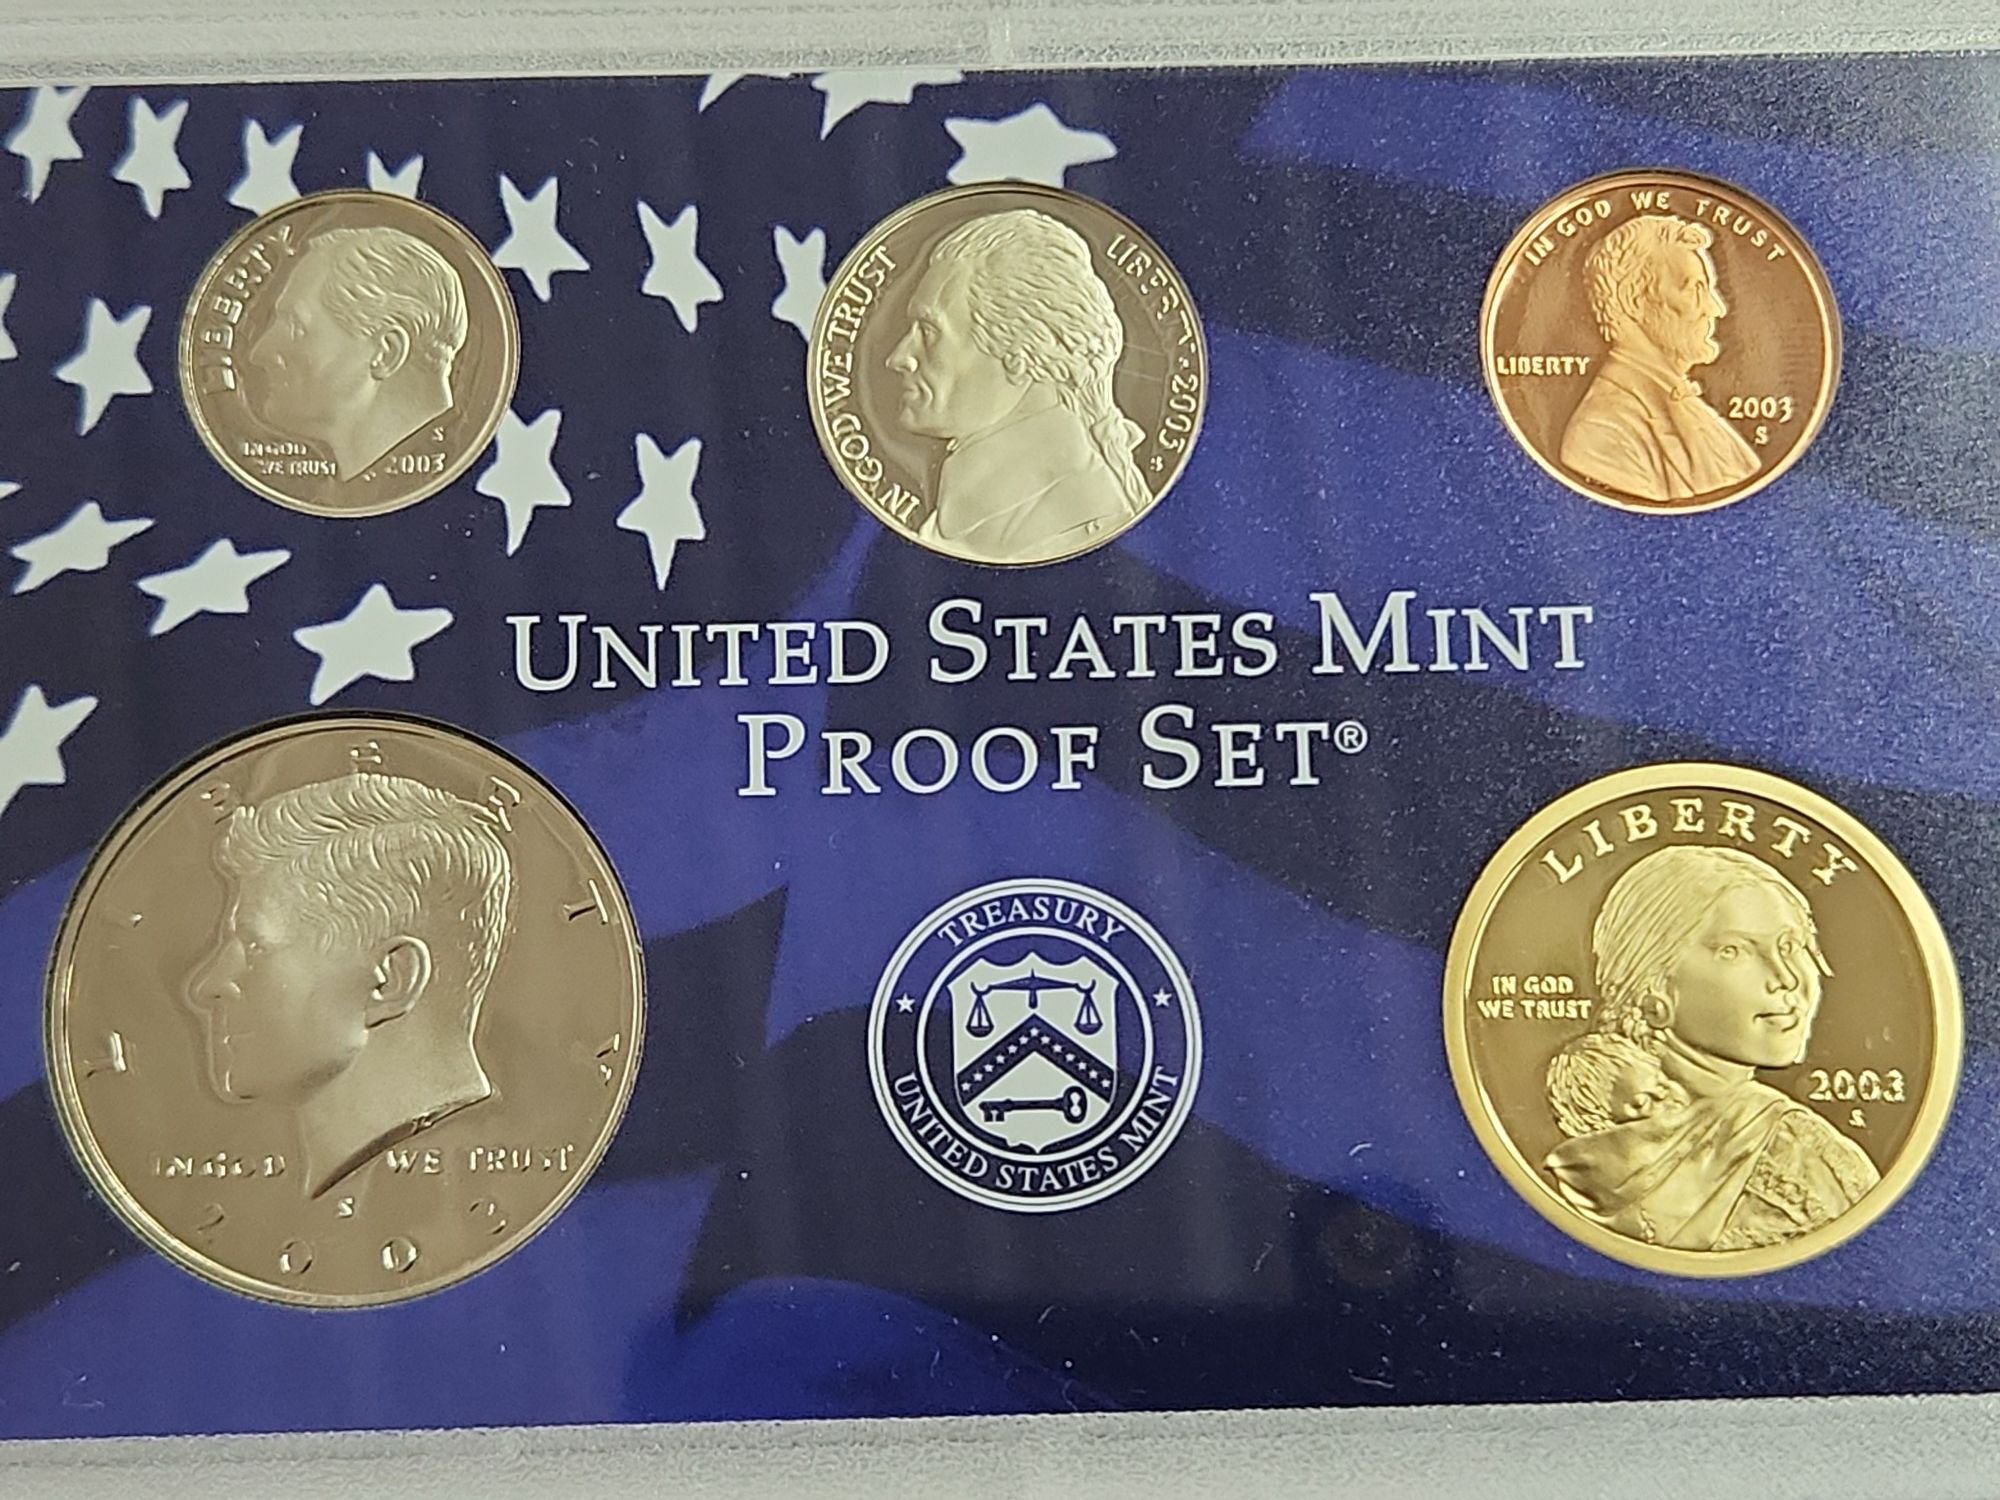 LIBERTY
IN GOD
WE TRUST
2003
S
IN GOD WE TRUST
LIBERTY • 2003
S
FS
IN GOD WE TRUST
LIBERTY
2003
S
UNITED STATES MINT
PROOF SET®
LIBERTY
IN GOD WE TRUST
S
2003
TREASURY
UNITED STATES MINT
LIBERTY
IN GOD
WE TRUST
2003
S